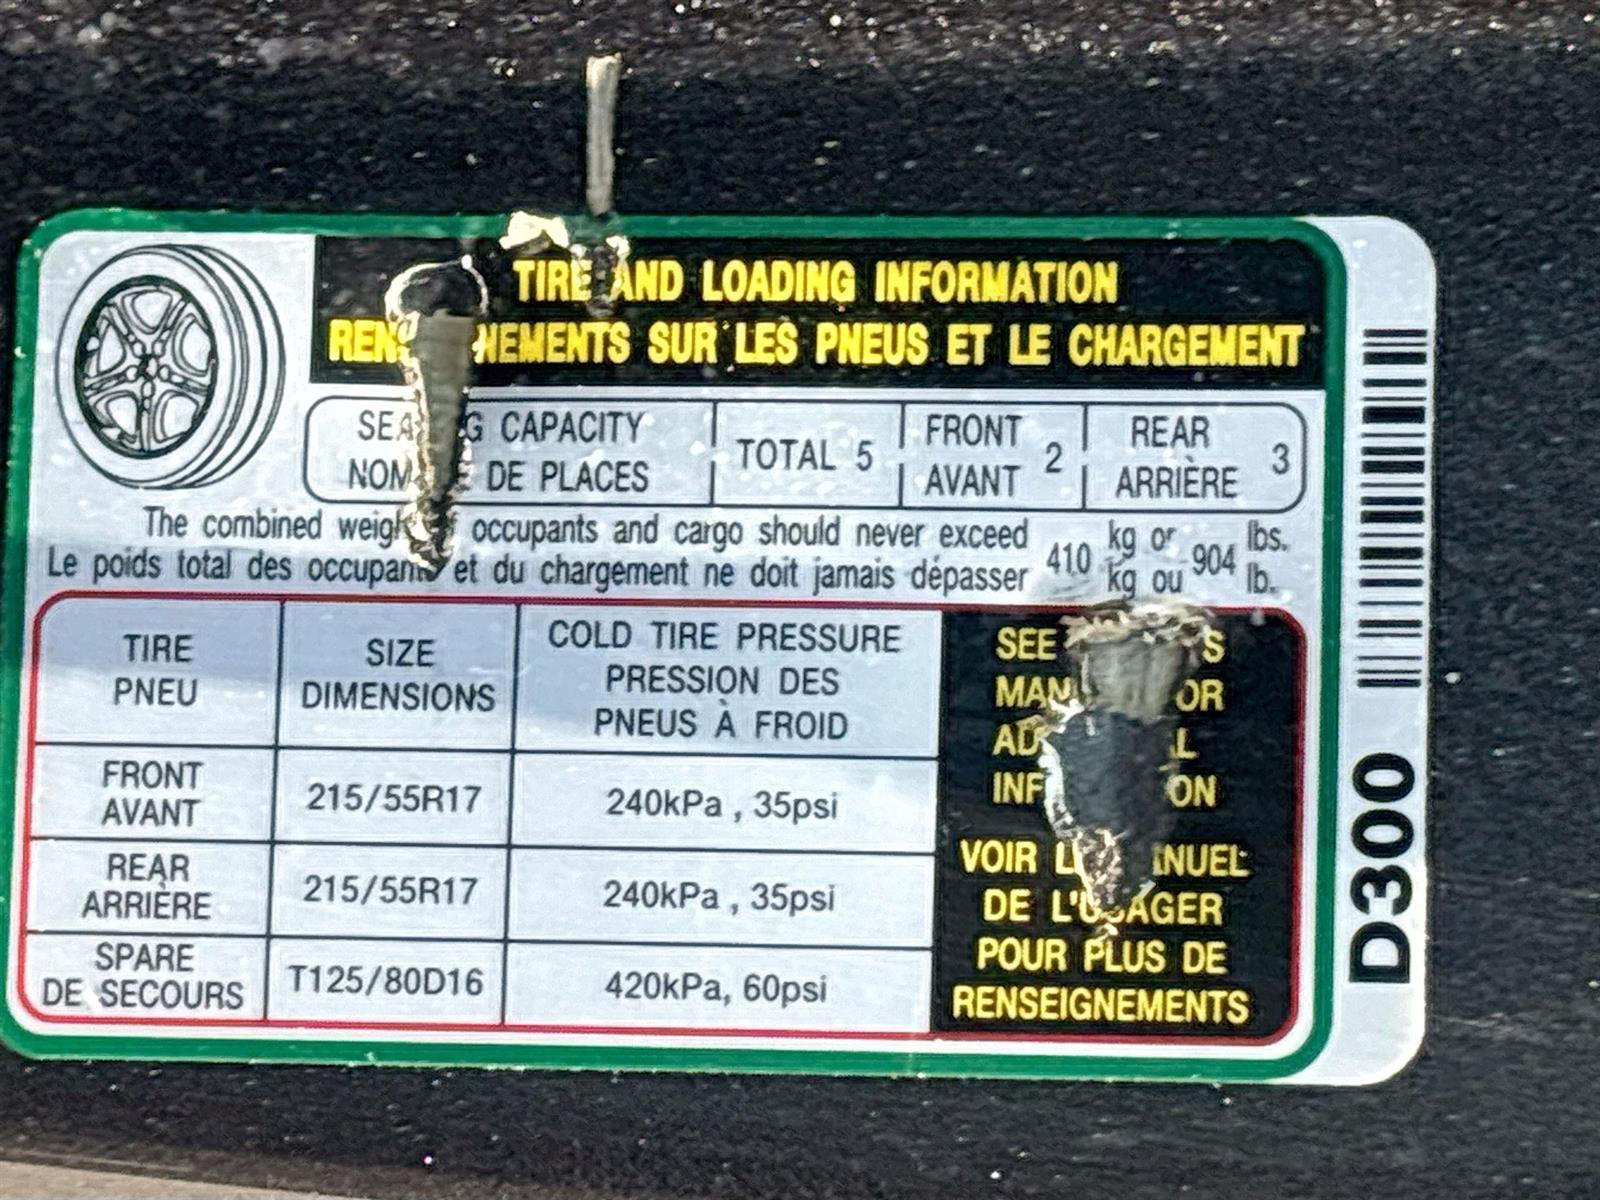 TIRE AND LOADING INFORMATION
SUR LES PNEUS ET LE CHARGEMENT
CAPACITY
DE PLACES
TOTAL 5
FRONT
AVANT
2
REAR
ARRIÈRE
3
The combined occupants and cargo should never exceed
Le poids total des occupants et du chargement ne doit jamais dépasser
410
kg or
kg ou
904
lbs.
lb.
TIRE
PNEU
SIZE
DIMENSIONS
COLD TIRE PRESSURE
PRESSION DES
PNEUS À FROID
FRONT
AVANT
215/55R17
240kPa , 35psi
REAR
ARRIÈRE
215/55R17
240kPa , 35psi
SPARE
DE SECOURS
T125/80D16
420kPa, 60psi
SEE
VOIR
DE L'USAGER
POUR PLUS DE
RENSEIGNEMENTS
D300